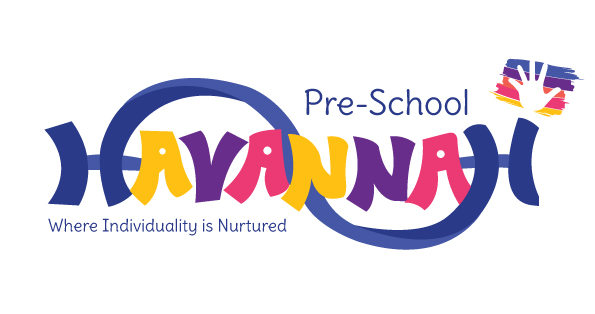 Pre-School
HAVANNAH
Where Individuality is Nurtured